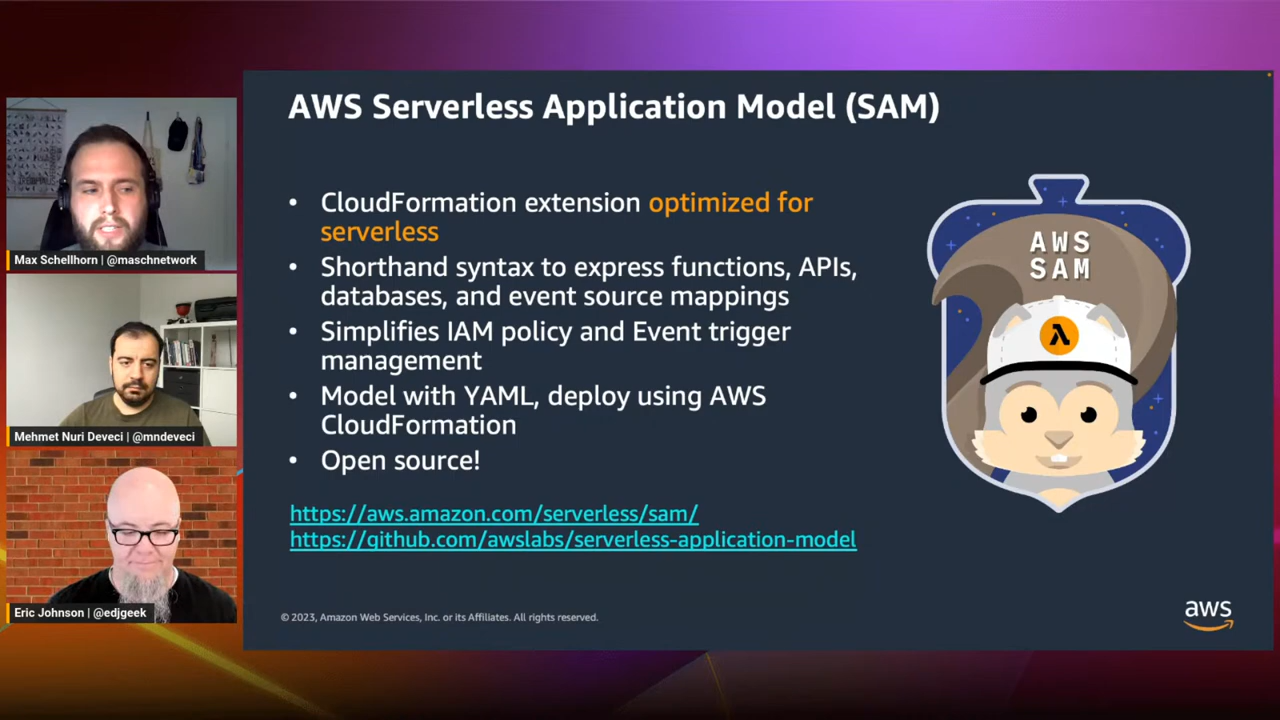 AWS Serverless Application Model (SAM)
• CloudFormation extension optimized for
serverless
• Shorthand syntax to express functions, APIs,
databases, and event source mappings
• Simplifies IAM policy and Event trigger
management
• Model with YAML, deploy using AWS
CloudFormation
• Open source!
https://aws.amazon.com/serverless/sam/
https://github.com/awslabs/serverless-application-model
AWS
SAM
λ
© 2023, Amazon Web Services, Inc. or its Affiliates. All rights reserved.
aws
Max Schellhorn | @maschnetwork
Mehmet Nuri Deveci | @mndeveci
Eric Johnson | @edjgeek